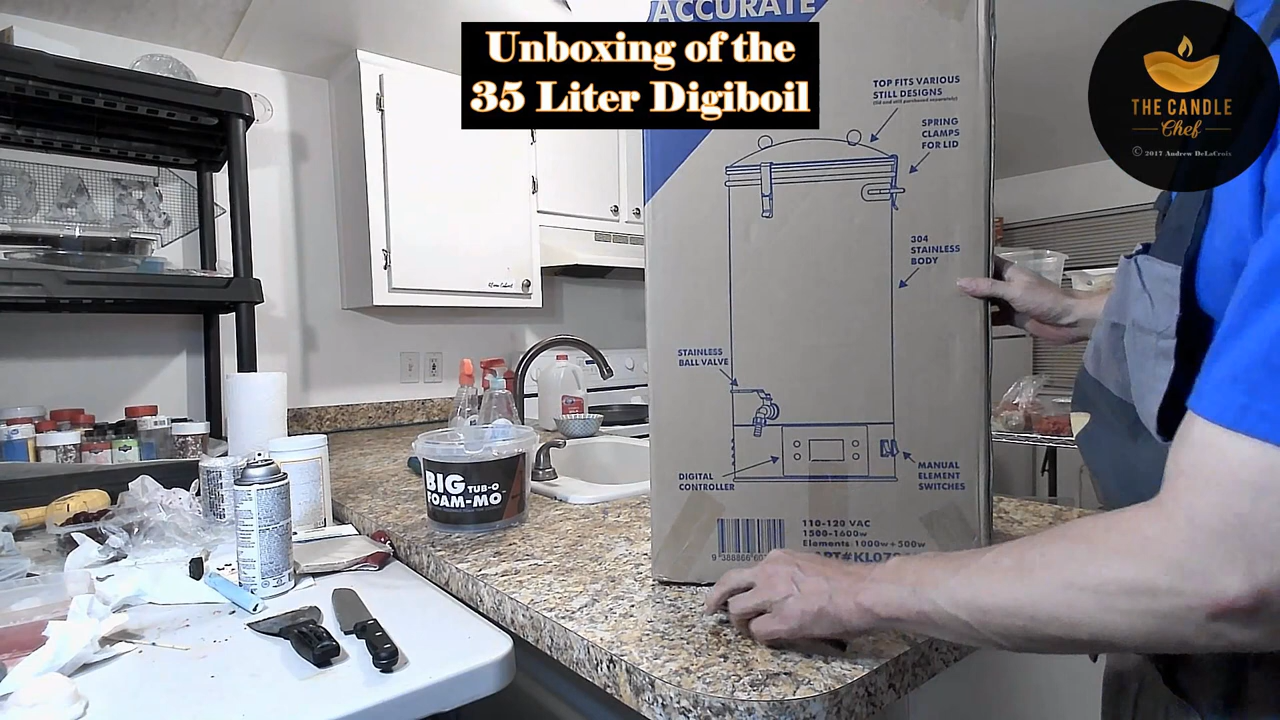 Unboxing of the
35 Liter Digiboil
ACCURATE
TOP FITS VARIOUS
STILL DESIGNS
SPRING
CLAMPS
FOR LID
304
STAINLESS
BODY
STAINLESS
BALL VALVE
DIGITAL
CONTROLLER
MANUAL
ELEMENT
SWITCHES
110-120 VAC
1500-1600w
Elements 1000w+500w
THE CANDLE
Chef
© 2017 Andrew DeLaCroix
BIG TUB-O
FOAM-MO
BAR